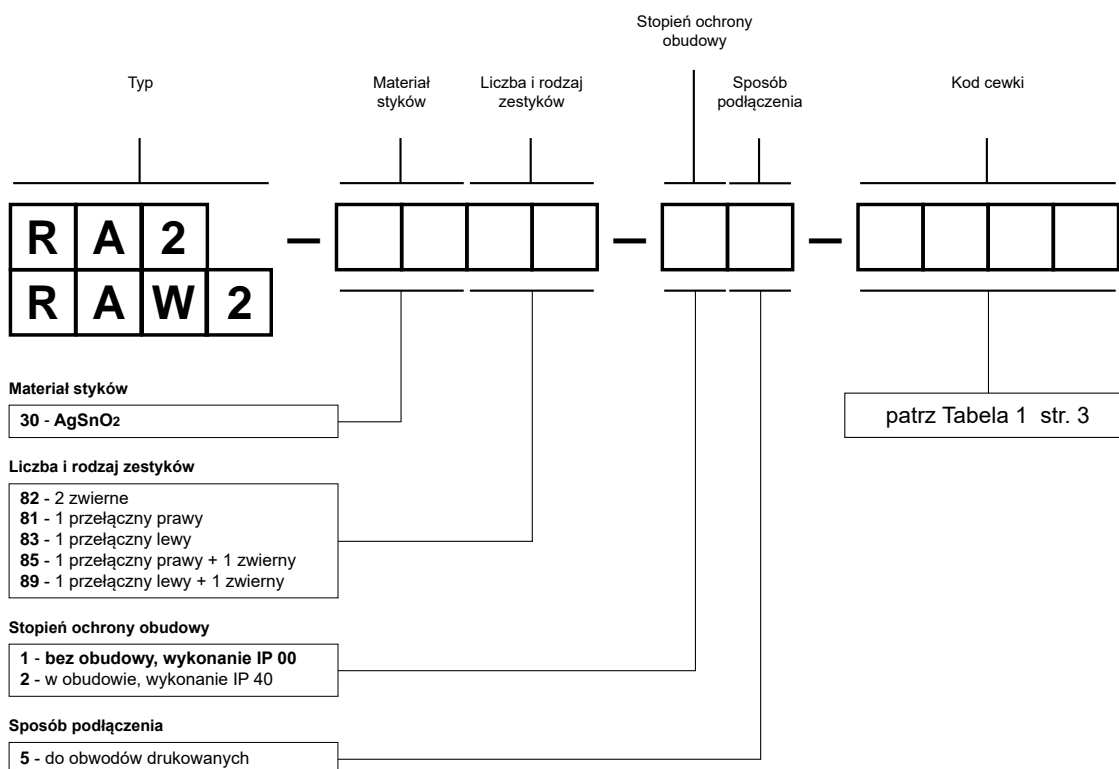 Stopień ochrony
obudowy
Typ
Materiał
styków
Liczba i rodzaj
zestyków
Sposób
podłączenia
Kod cewki
R A 2 – – –
R A W 2
Materiał styków
30 - AgSnO2
patrz Tabela 1 str. 3
Liczba i rodzaj zestyków
82 - 2 zwierne
81 - 1 przełączny prawy
83 - 1 przełączny lewy
85 - 1 przełączny prawy + 1 zwierny
89 - 1 przełączny lewy + 1 zwierny
Stopień ochrony obudowy
1 - bez obudowy, wykonanie IP 00
2 - w obudowie, wykonanie IP 40
Sposób podłączenia
5 - do obwodów drukowanych